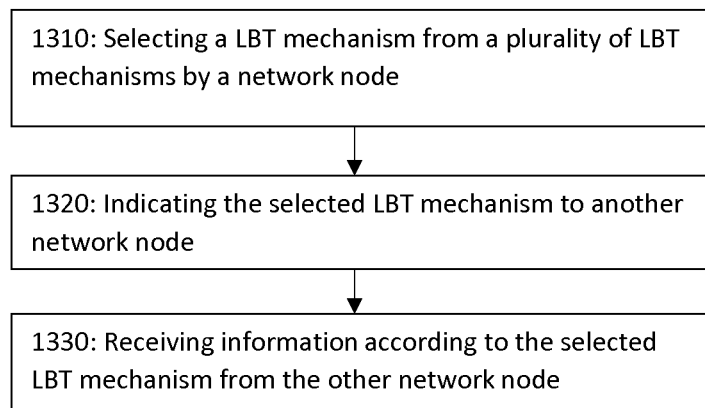 1310: Selecting a LBT mechanism from a plurality of LBT
mechanisms by a network node
1320: Indicating the selected LBT mechanism to another
network node
1330: Receiving information according to the selected
LBT mechanism from the other network node